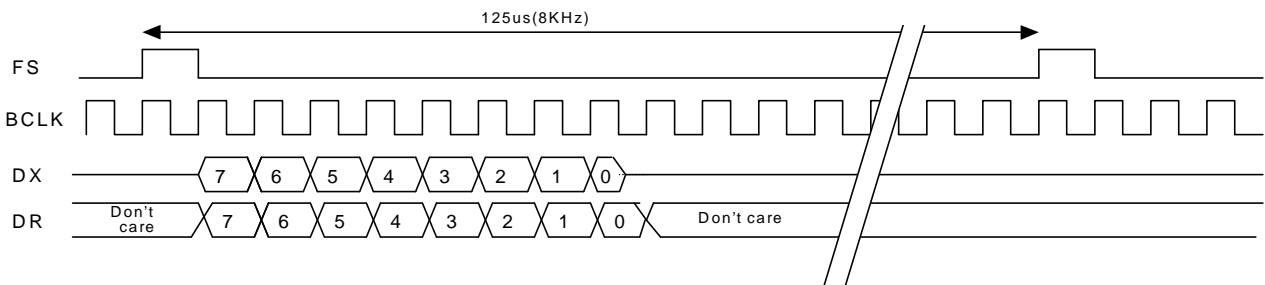 125us(8KHz)
FS
BCLK
DX 7 6 5 4 3 2 1 0
DR Don't care 7 6 5 4 3 2 1 0 Don't care